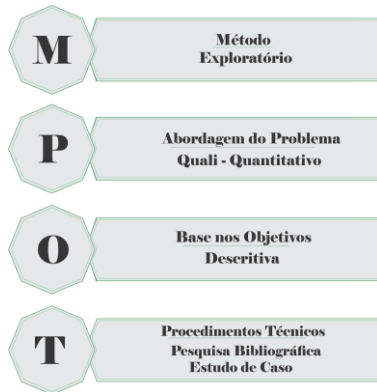 M
Método
Exploratório
P
Abordagem do Problema
Quali - Quantitativo
O
Base nos Objetivos
Descritiva
T
Procedimentos Técnicos
Pesquisa Bibliográfica
Estudo de Caso